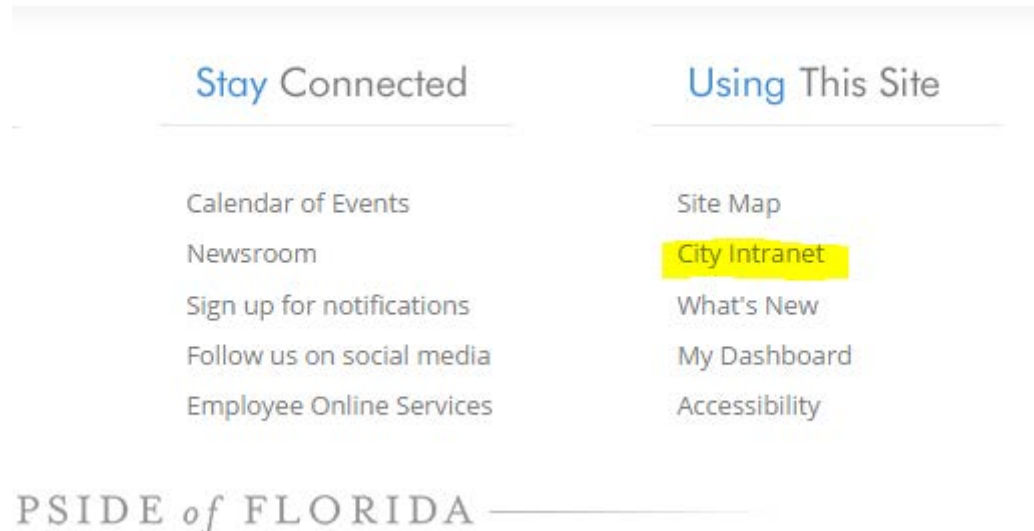 Stay Connected
Calendar of Events
Newsroom
Sign up for notifications
Follow us on social media
Employee Online Services
Using This Site
Site Map
City Intranet
What's New
My Dashboard
Accessibility
PSIDE of FLORIDA